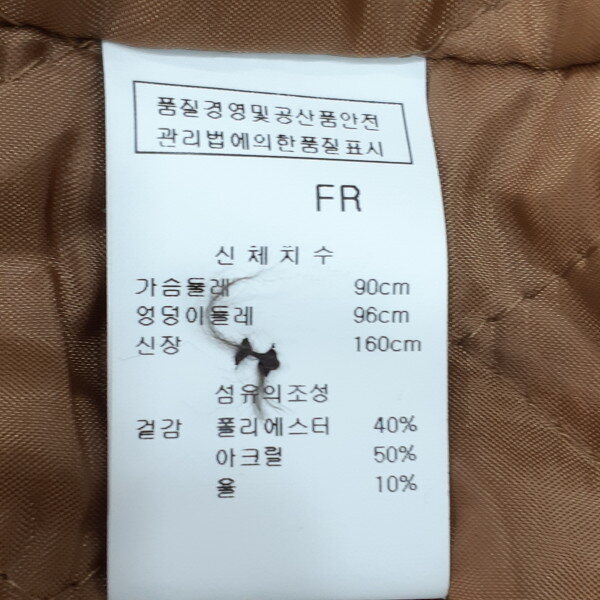 품질경영및공산품안전
관리법에의한품질표시
FR
신체치수
가슴둘레 90cm
엉덩이둘레 96cm
신장 160cm
섬유의조성
겉감 폴리에스터 40%
아크릴 50%
울 10%